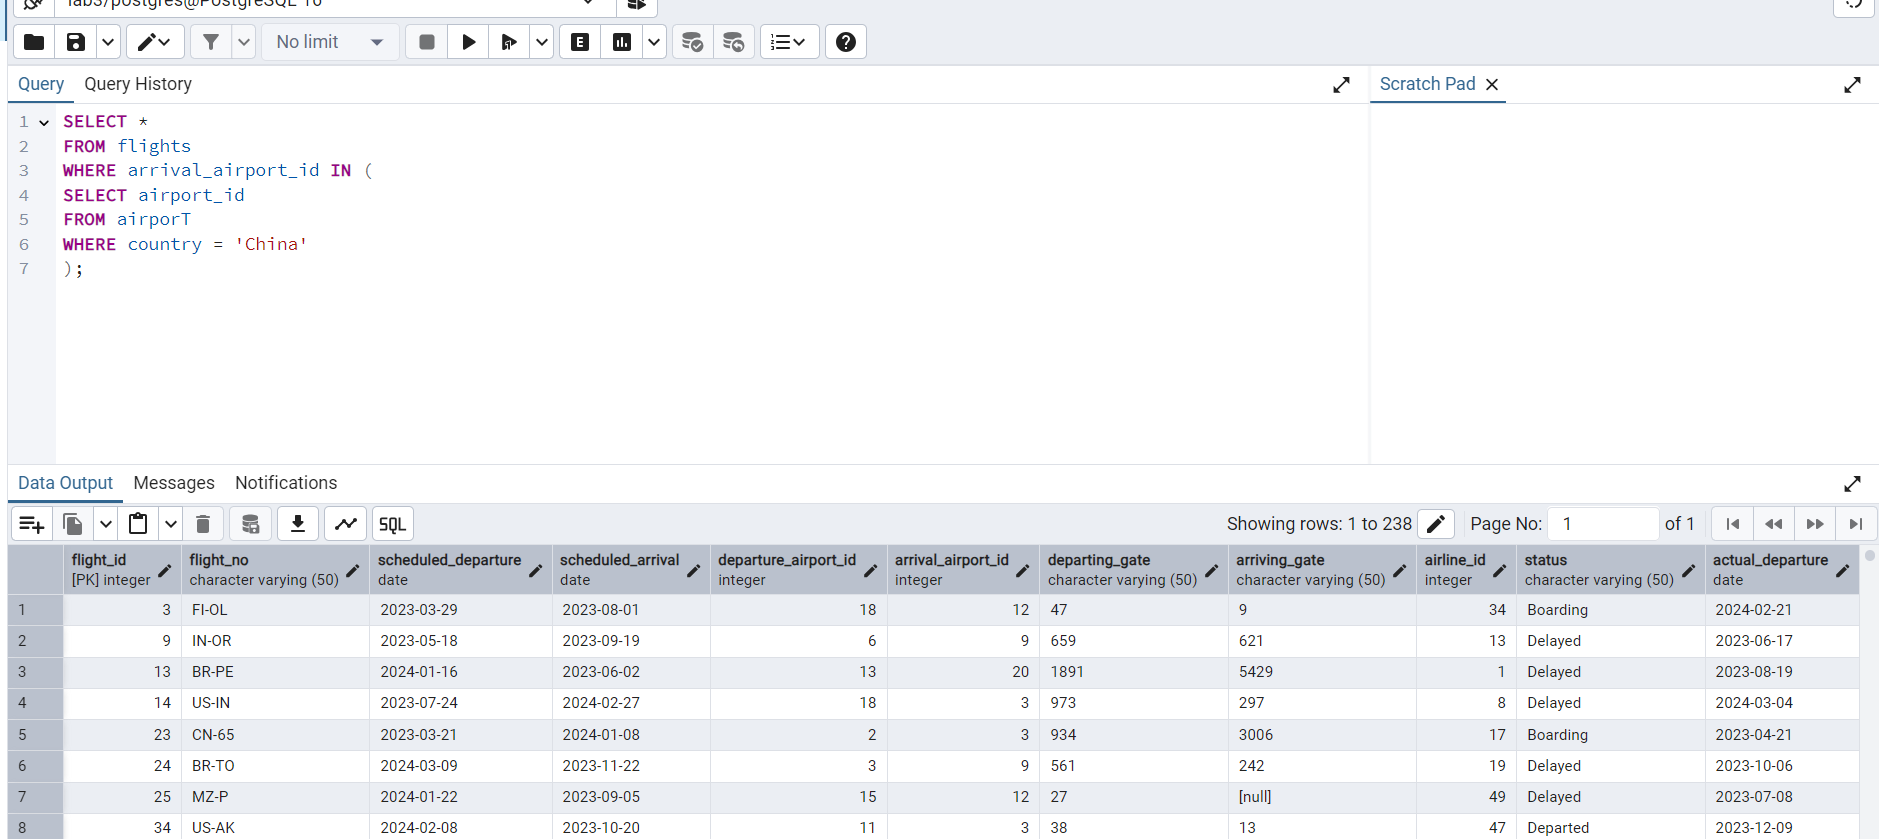 lab3/postgres@PostgreSQL 16
No limit
E
Query Query History
Scratch Pad
1 SELECT *
2 FROM flights
3 WHERE arrival_airport_id IN (
4 SELECT airport_id
5 FROM airporT
6 WHERE country = 'China'
7 );
Data Output Messages Notifications
SQL Showing rows: 1 to 238 Page No: 1 of 1
flight_id flight_no scheduled_departure scheduled_arrival departure_airport_id arrival_airport_id departing_gate arriving_gate airline_id status actual_departure
[PK] integer character varying (50) date date integer integer character varying (50) character varying (50) integer character varying (50) date
1 3 FI-OL 2023-03-29 2023-08-01 18 12 47 9 34 Boarding 2024-02-21
2 9 IN-OR 2023-05-18 2023-09-19 6 9 659 621 13 Delayed 2023-06-17
3 13 BR-PE 2024-01-16 2023-06-02 13 20 1891 5429 1 Delayed 2023-08-19
4 14 US-IN 2023-07-24 2024-02-27 18 3 973 297 8 Delayed 2024-03-04
5 23 CN-65 2023-03-21 2024-01-08 2 3 934 3006 17 Boarding 2023-04-21
6 24 BR-TO 2024-03-09 2023-11-22 3 9 561 242 19 Delayed 2023-10-06
7 25 MZ-P 2024-01-22 2023-09-05 15 12 27 [null] 49 Delayed 2023-07-08
8 34 US-AK 2024-02-08 2023-10-20 11 3 38 13 47 Departed 2023-12-09